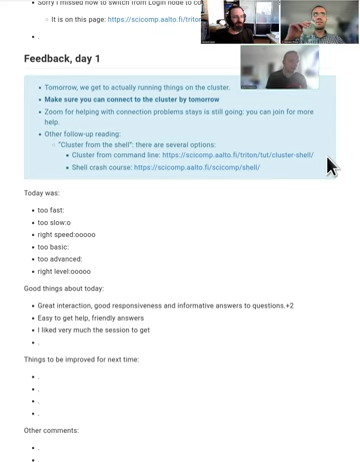 Sorry I missed how to switch from Login node to co
It is on this page: https://scicomp.aalto.fi/triton
.
Feedback, day 1
Tomorrow, we get to actually running things on the cluster.
Make sure you can connect to the cluster by tomorrow
Zoom for helping with connection problems stays is still going: you can join for more
help.
Other follow-up reading:
"Cluster from the shell": there are several options:
Cluster from command line: https://scicomp.aalto.fi/triton/tut/cluster-shell/
Shell crash course: https://scicomp.aalto.fi/scicomp/shell/
Today was:
too fast:
too slow:o
right speed:ooooo
too basic:
too advanced:
right level:ooooo
Good things about today:
Great interaction, good responsiveness and informative answers to questions.+2
Easy to get help, friendly answers
I liked very much the session to get
.
Things to be improved for next time:
.
.
.
.
Other comments:
.
.